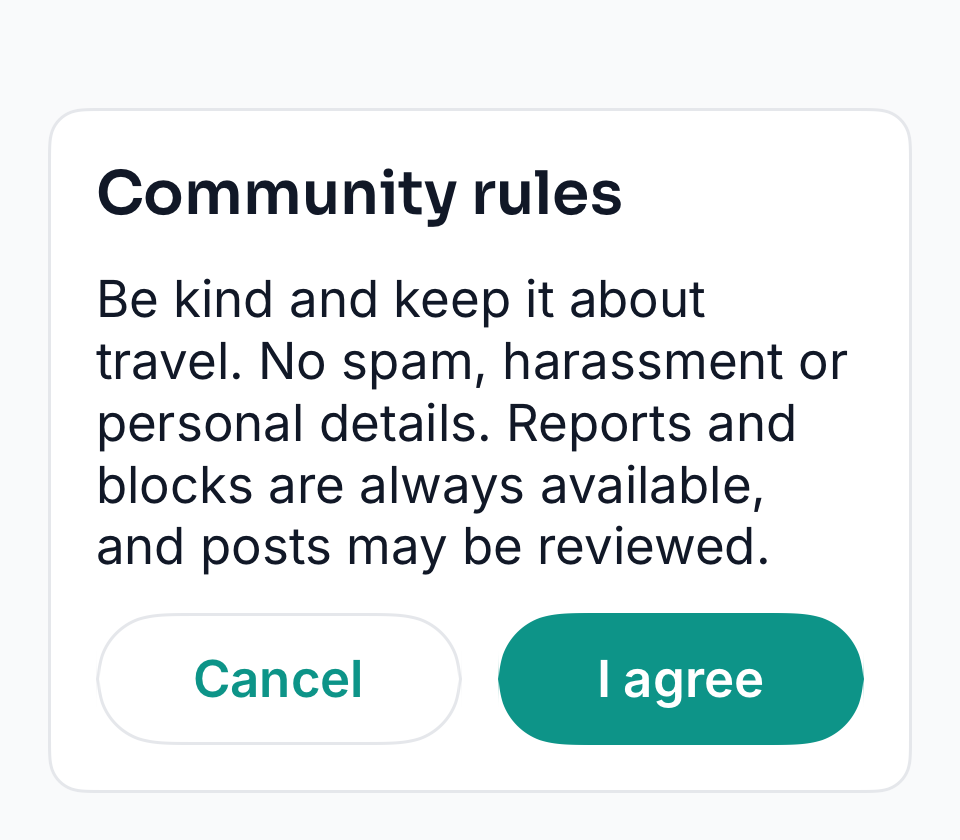 Community rules
Be kind and keep it about
travel. No spam, harassment or
personal details. Reports and
blocks are always available,
and posts may be reviewed.
Cancel
I agree